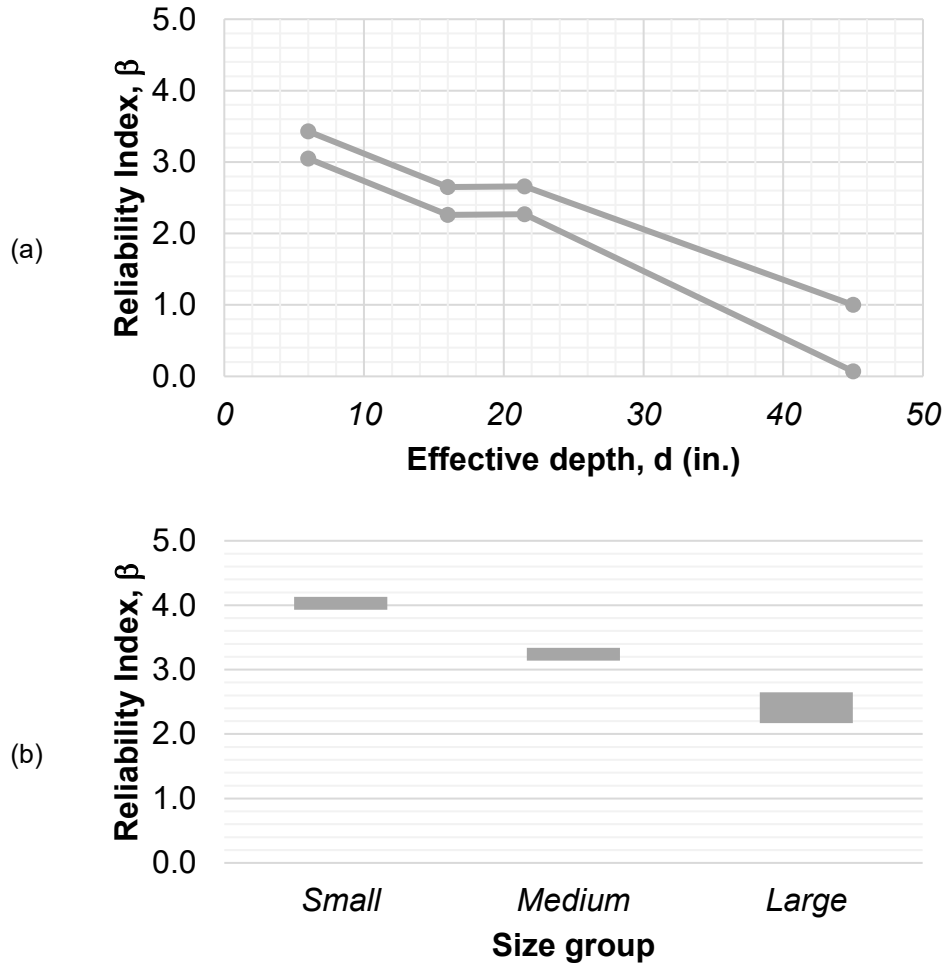 (a)
Reliability Index, β
5.0
4.0
3.0
2.0
1.0
0.0
0 10 20 30 40 50
Effective depth, d (in.)
(b)
Reliability Index, β
5.0
4.0
3.0
2.0
1.0
0.0
Small Medium Large
Size group